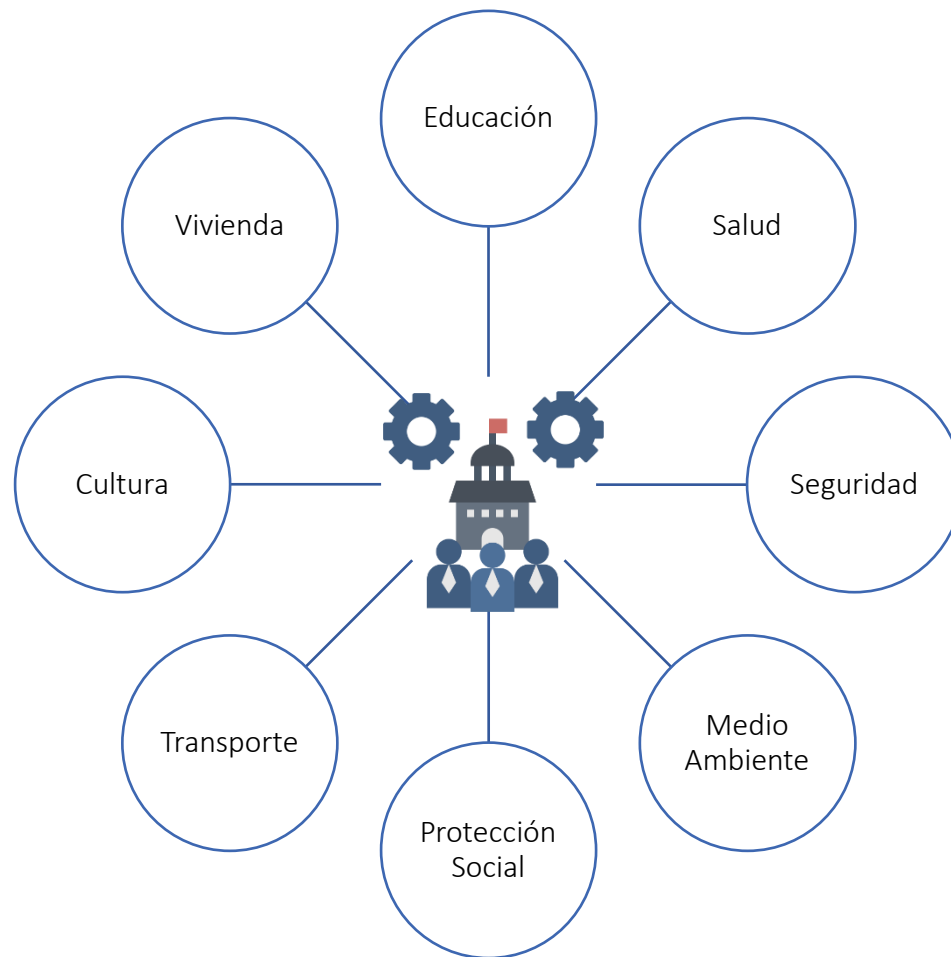 Educación
Vivienda
Salud
Cultura
Seguridad
Transporte
Medio
Ambiente
Protección
Social